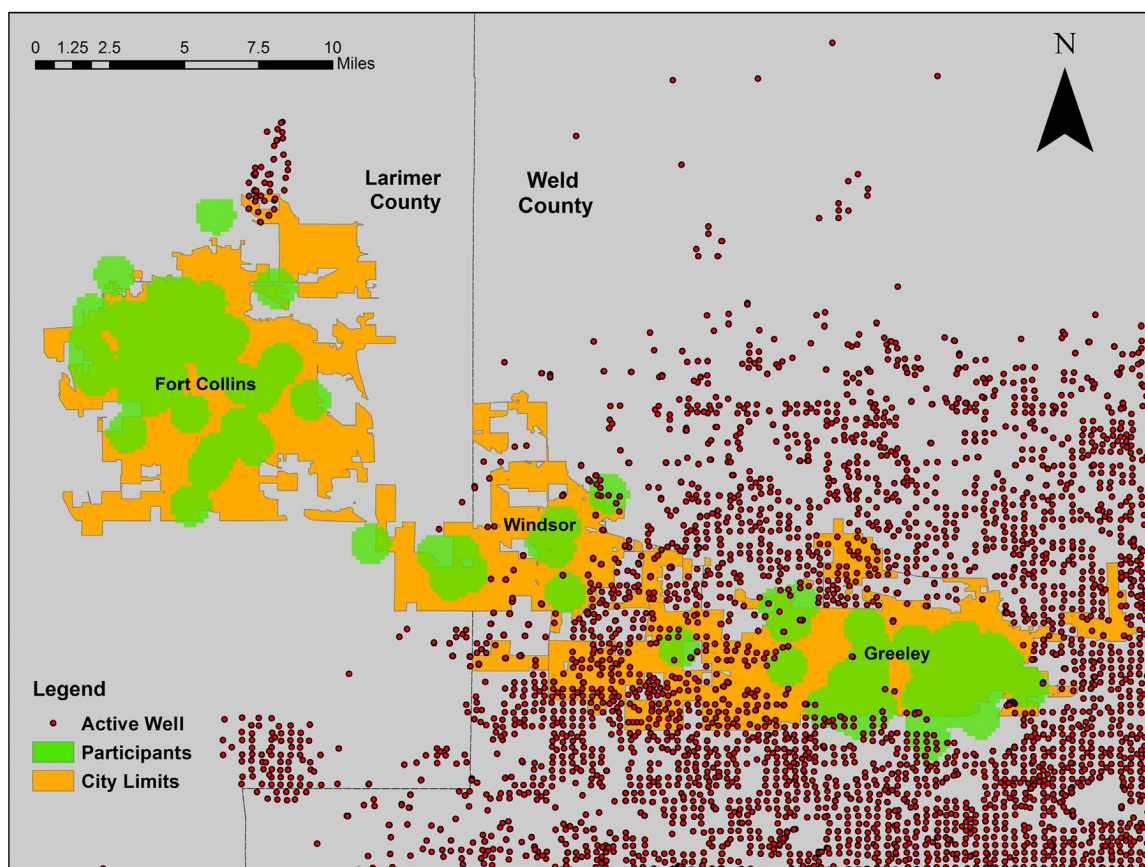 0 1.25 2.5 5 7.5 10
Miles
N
Larimer
County
Weld
County
Fort Collins
Windsor
Greeley
Legend
Active Well
Participants
City Limits